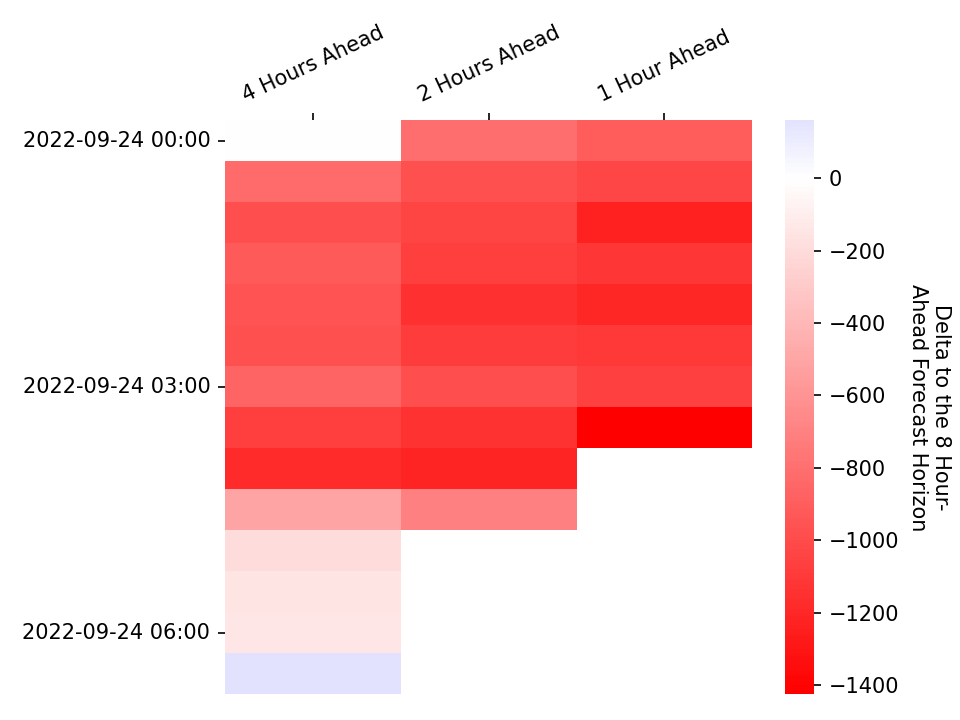 4 Hours Ahead
2 Hours Ahead
1 Hour Ahead
2022-09-24 00:00
2022-09-24 03:00
2022-09-24 06:00
0
−200
−400
−600
−800
−1000
−1200
−1400
Delta to the 8 Hour-
Ahead Forecast Horizon